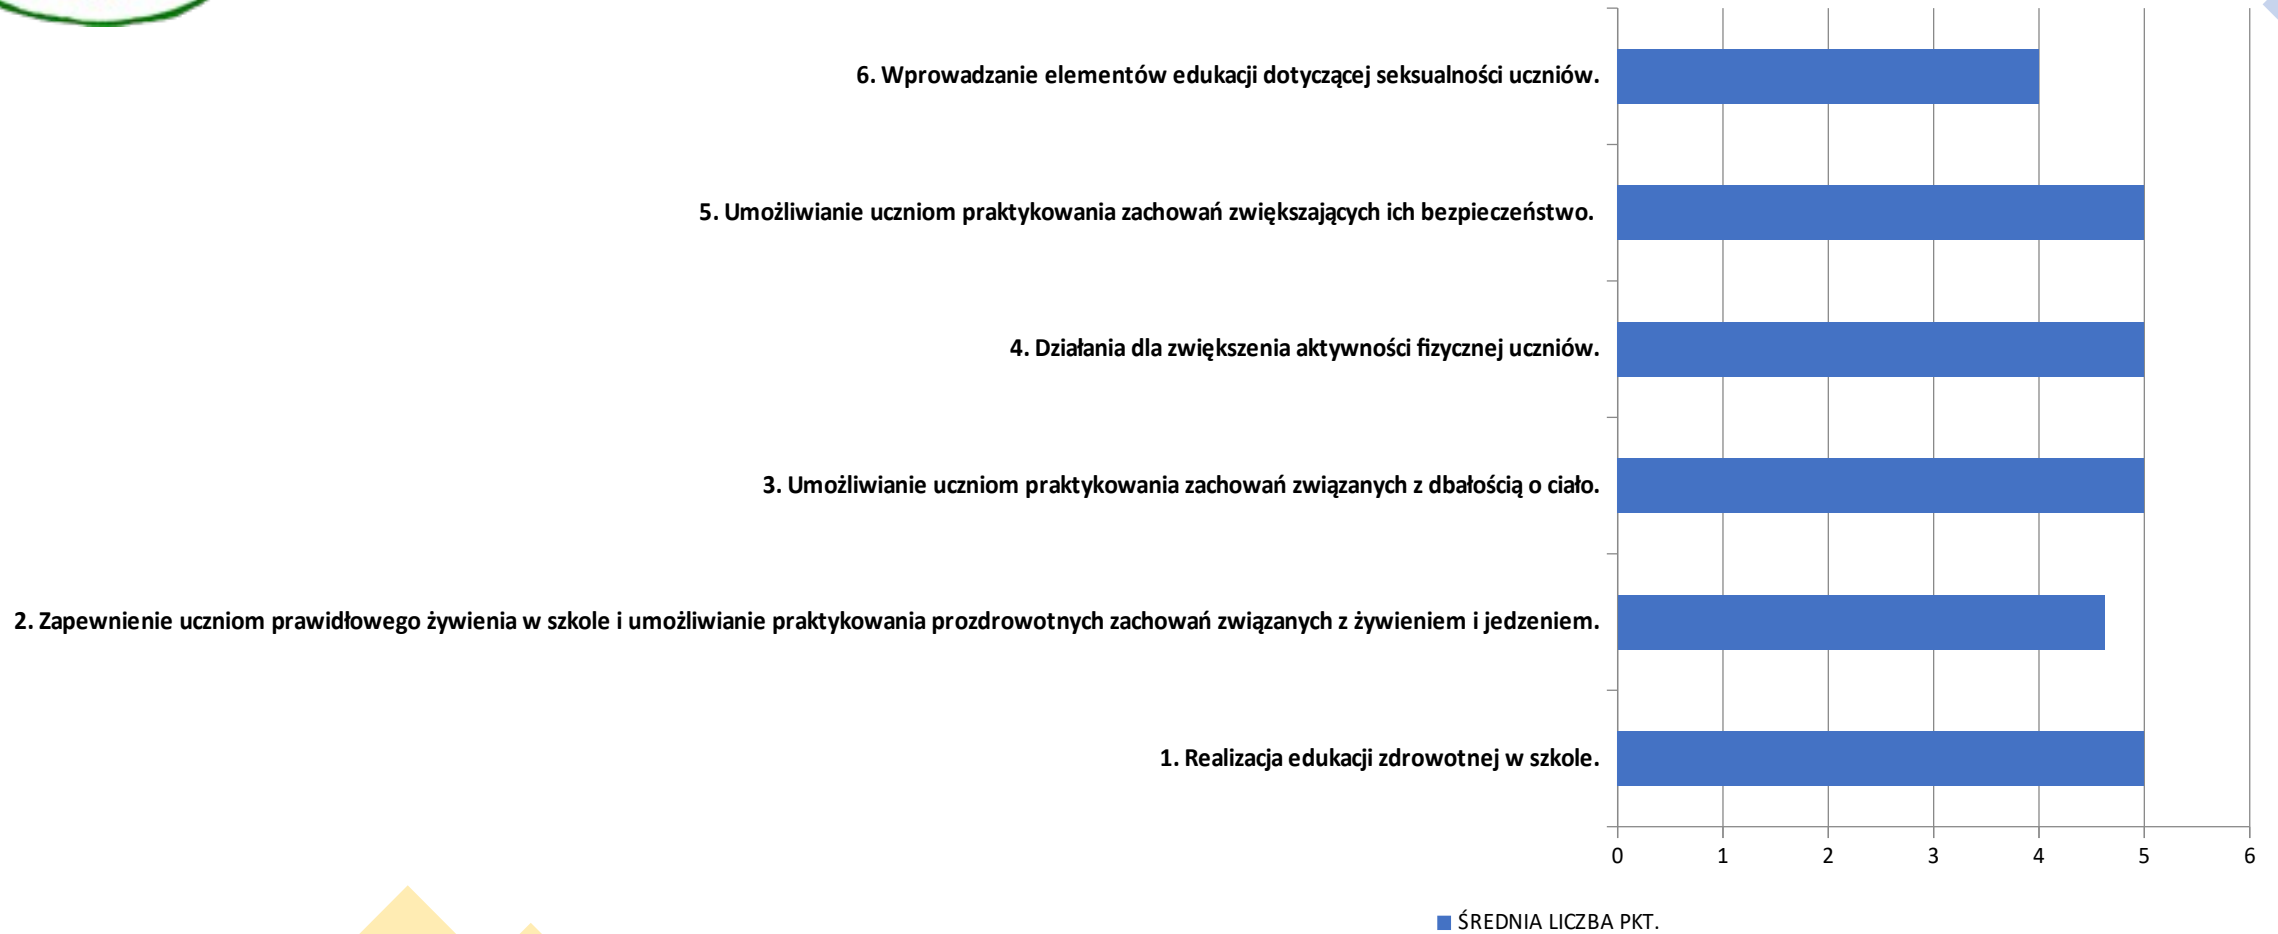 6. Wprowadzanie elementów edukacji dotyczącej seksualności uczniów.
5. Umożliwianie uczniom praktykowania zachowań zwiększających ich bezpieczeństwo.
4. Działania dla zwiększenia aktywności fizycznej uczniów.
3. Umożliwianie uczniom praktykowania zachowań związanych z dbałością o ciało.
2. Zapewnienie uczniom prawidłowego żywienia w szkole i umożliwianie praktykowania prozdrowotnych zachowań związanych z żywieniem i jedzeniem.
1. Realizacja edukacji zdrowotnej w szkole.
0 1 2 3 4 5 6
ŚREDNIA LICZBA PKT.